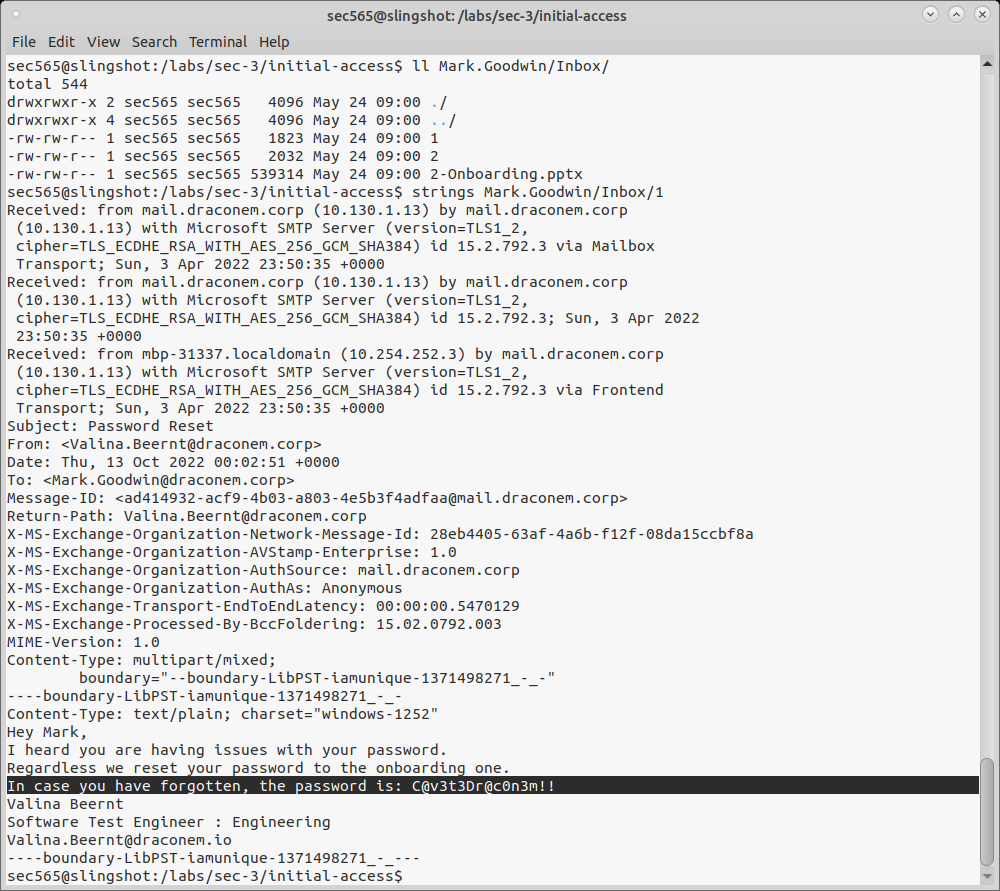 sec565@slingshot: /labs/sec-3/initial-access
File Edit View Search Terminal Help
sec565@slingshot:/labs/sec-3/initial-access$ ll Mark.Goodwin/Inbox/
total 544
drwxrwxr-x 2 sec565 sec565   4096 May 24 09:00 ./
drwxrwxr-x 4 sec565 sec565   4096 May 24 09:00 ../
-rw-rw-r-- 1 sec565 sec565   1823 May 24 09:00 1
-rw-rw-r-- 1 sec565 sec565   2032 May 24 09:00 2
-rw-rw-r-- 1 sec565 sec565 539314 May 24 09:00 2-Onboarding.pptx
sec565@slingshot:/labs/sec-3/initial-access$ strings Mark.Goodwin/Inbox/1
Received: from mail.draconem.corp (10.130.1.13) by mail.draconem.corp
 (10.130.1.13) with Microsoft SMTP Server (version=TLS1_2,
 cipher=TLS_ECDHE_RSA_WITH_AES_256_GCM_SHA384) id 15.2.792.3 via Mailbox
 Transport; Sun, 3 Apr 2022 23:50:35 +0000
Received: from mail.draconem.corp (10.130.1.13) by mail.draconem.corp
 (10.130.1.13) with Microsoft SMTP Server (version=TLS1_2,
 cipher=TLS_ECDHE_RSA_WITH_AES_256_GCM_SHA384) id 15.2.792.3; Sun, 3 Apr 2022
 23:50:35 +0000
Received: from mbp-31337.localdomain (10.254.252.3) by mail.draconem.corp
 (10.130.1.13) with Microsoft SMTP Server (version=TLS1_2,
 cipher=TLS_ECDHE_RSA_WITH_AES_256_GCM_SHA384) id 15.2.792.3 via Frontend
 Transport; Sun, 3 Apr 2022 23:50:35 +0000
Subject: Password Reset
From: <Valina.Beernt@draconem.corp>
Date: Thu, 13 Oct 2022 00:02:51 +0000
To: <Mark.Goodwin@draconem.corp>
Message-ID: <ad414932-acf9-4b03-a803-4e5b3f4adfaa@mail.draconem.corp>
Return-Path: Valina.Beernt@draconem.corp
X-MS-Exchange-Organization-Network-Message-Id: 28eb4405-63af-4a6b-f12f-08da15ccbf8a
X-MS-Exchange-Organization-AVStamp-Enterprise: 1.0
X-MS-Exchange-Organization-AuthSource: mail.draconem.corp
X-MS-Exchange-Organization-AuthAs: Anonymous
X-MS-Exchange-Transport-EndToEndLatency: 00:00:00.5470129
X-MS-Exchange-Processed-By-BccFoldering: 15.02.0792.003
MIME-Version: 1.0
Content-Type: multipart/mixed;
        boundary="--boundary-LibPST-iamunique-1371498271_-_-"
----boundary-LibPST-iamunique-1371498271_-_-
Content-Type: text/plain; charset="windows-1252"
Hey Mark,
I heard you are having issues with your password.
Regardless we reset your password to the onboarding one.
In case you have forgotten, the password is: C@v3t3Dr@c0n3m!!
Valina Beernt
Software Test Engineer : Engineering
Valina.Beernt@draconem.io
----boundary-LibPST-iamunique-1371498271_-_---
sec565@slingshot:/labs/sec-3/initial-access$